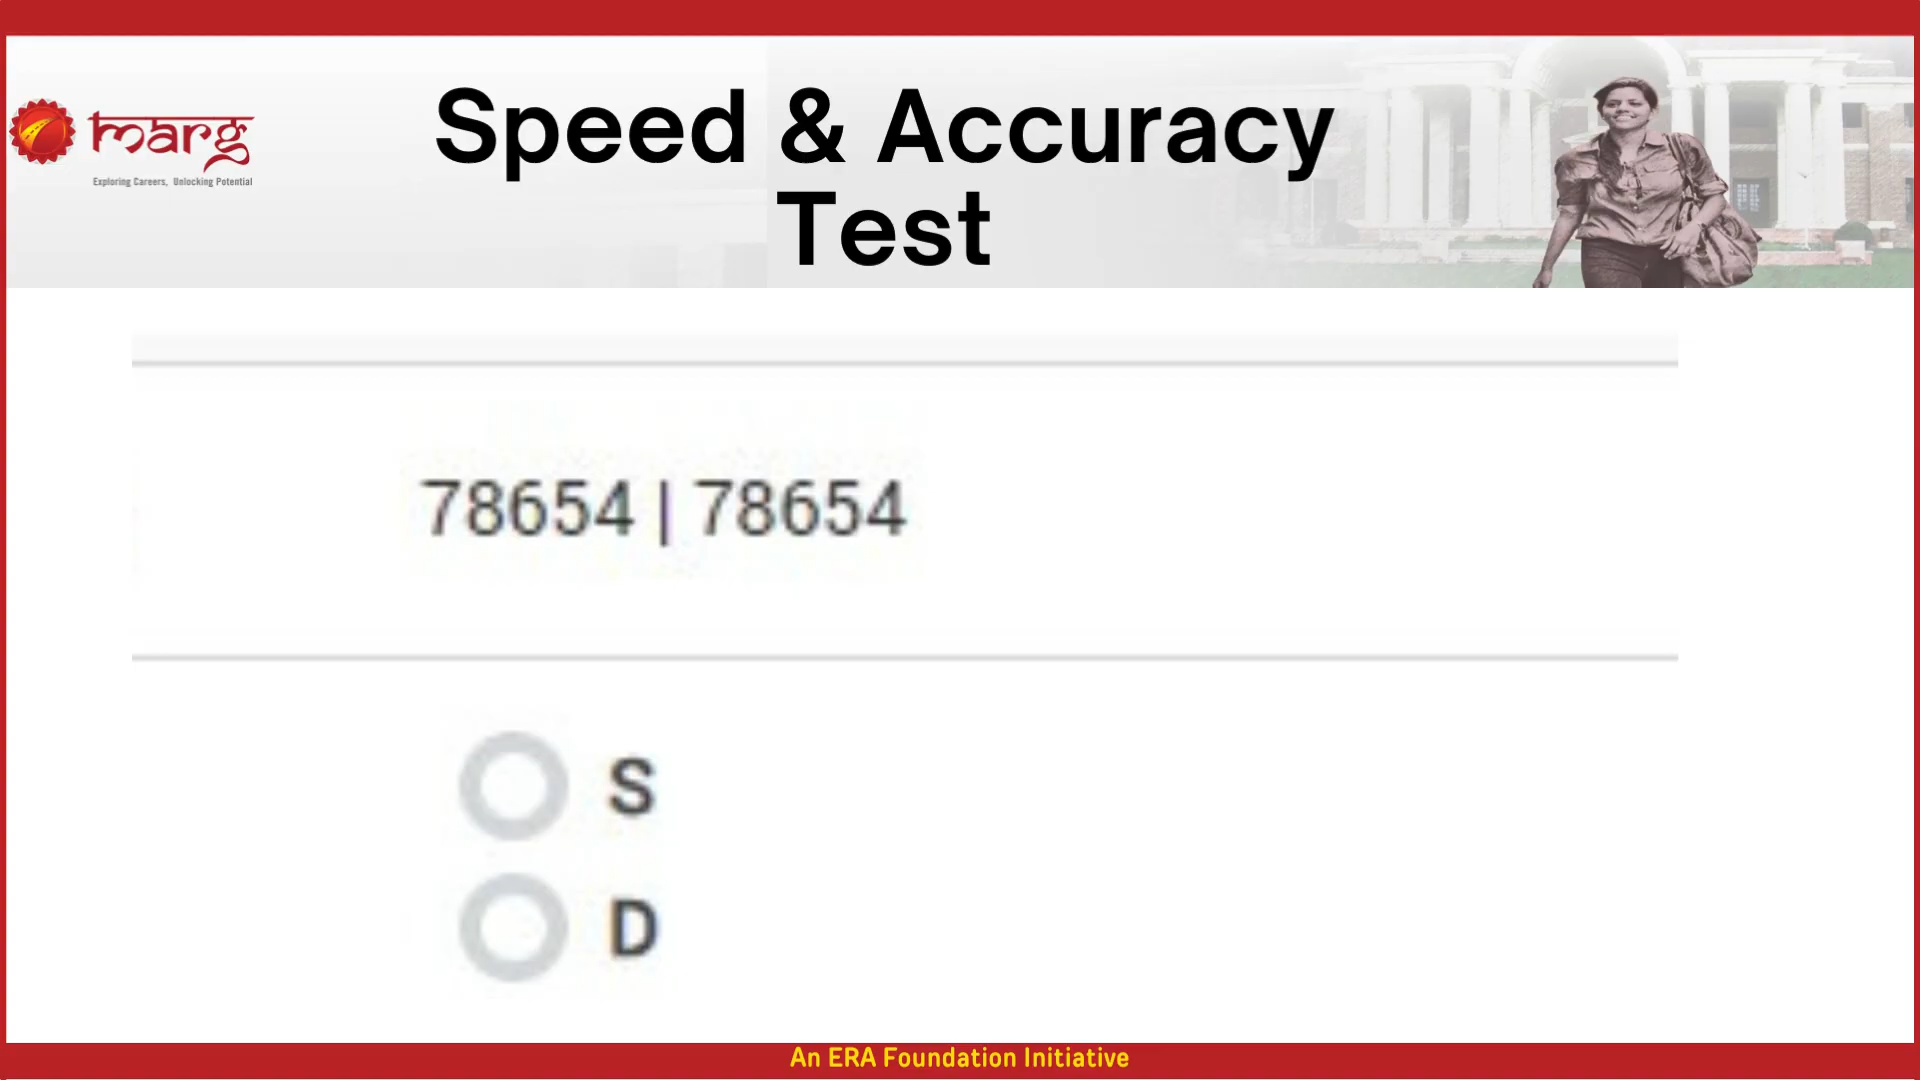 marg
Exploring Careers, Unlocking Potential
Speed & Accuracy
Test
78654 | 78654
S
D
An ERA Foundation Initiative